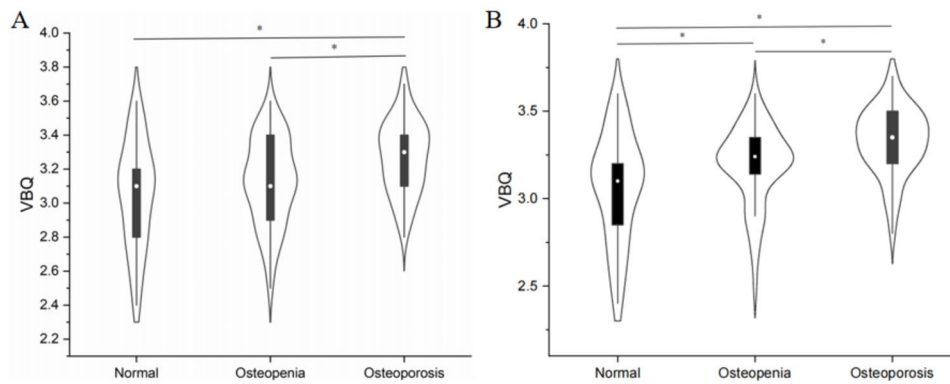 A
*
*
VBQ
4.0
3.8
3.6
3.4
3.2
3.0
2.8
2.6
2.4
2.2
Normal
Osteopenia
Osteoporosis
B
*
*
*
VBQ
4.0
3.5
3.0
2.5
Normal
Osteopenia
Osteoporosis